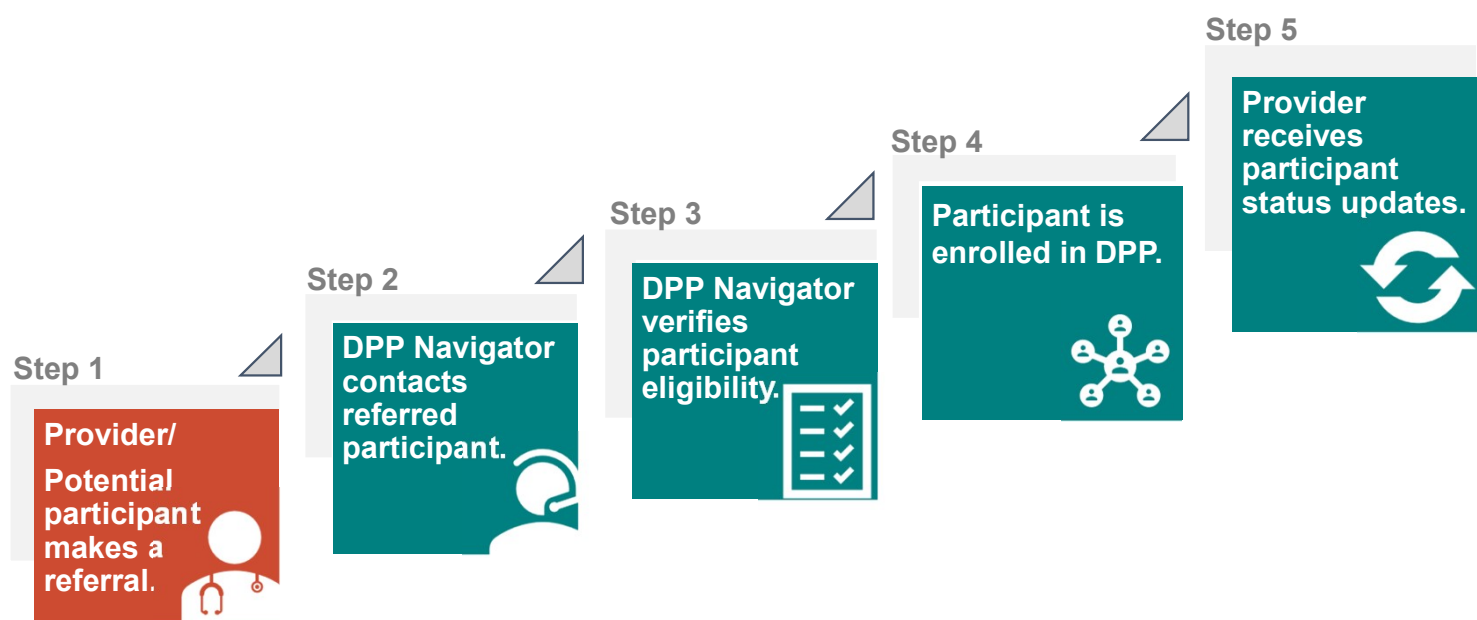 Step 1
Provider/
Potential
participant
makes a
referral.
Step 2
DPP Navigator
contacts
referred
participant.
Step 3
DPP Navigator
verifies
participant
eligibility.
Step 4
Participant is
enrolled in DPP.
Step 5
Provider
receives
participant
status updates.